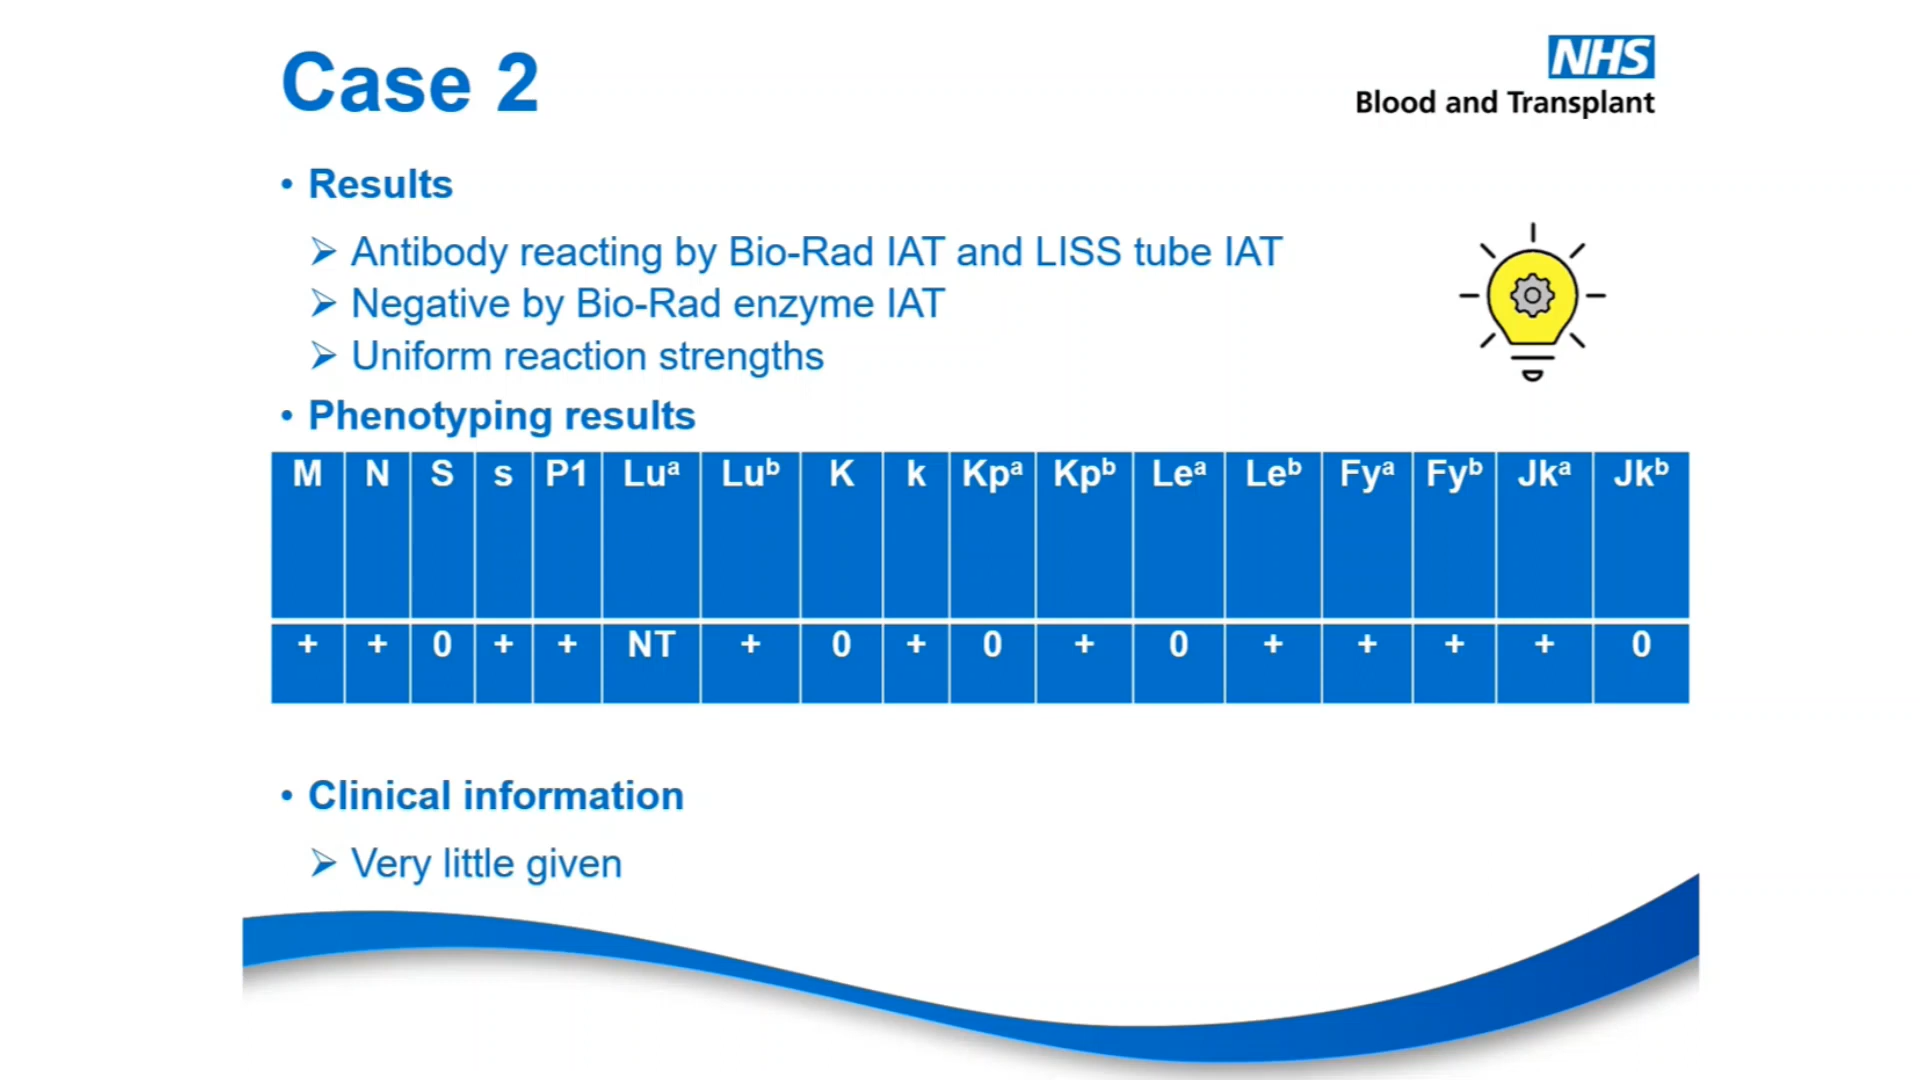 Case 2
NHS
Blood and Transplant
• Results
➢ Antibody reacting by Bio-Rad IAT and LISS tube IAT
➢ Negative by Bio-Rad enzyme IAT
➢ Uniform reaction strengths
• Phenotyping results
M N S s P1 Luᵃ Luᵇ K k Kpᵃ Kpᵇ Leᵃ Leᵇ Fyᵃ Fyᵇ Jkᵃ Jkᵇ
+ + 0 + + NT + 0 + 0 + 0 + + + + 0
• Clinical information
➢ Very little given